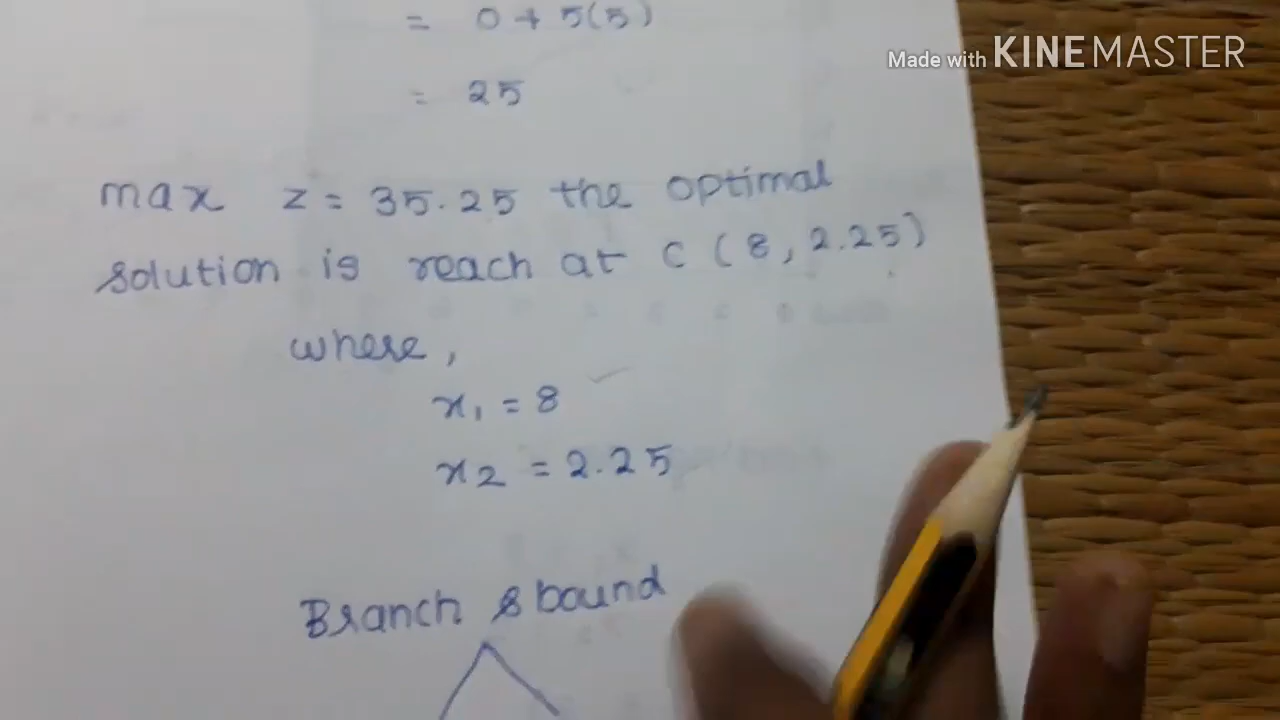 = 0 + 5(5)
Made with KINEMASTER
= 25
max z = 35.25 the optimal
solution is reach at C (8, 2.25)
where,
x1 = 8
x2 = 2.25
Branch & bound